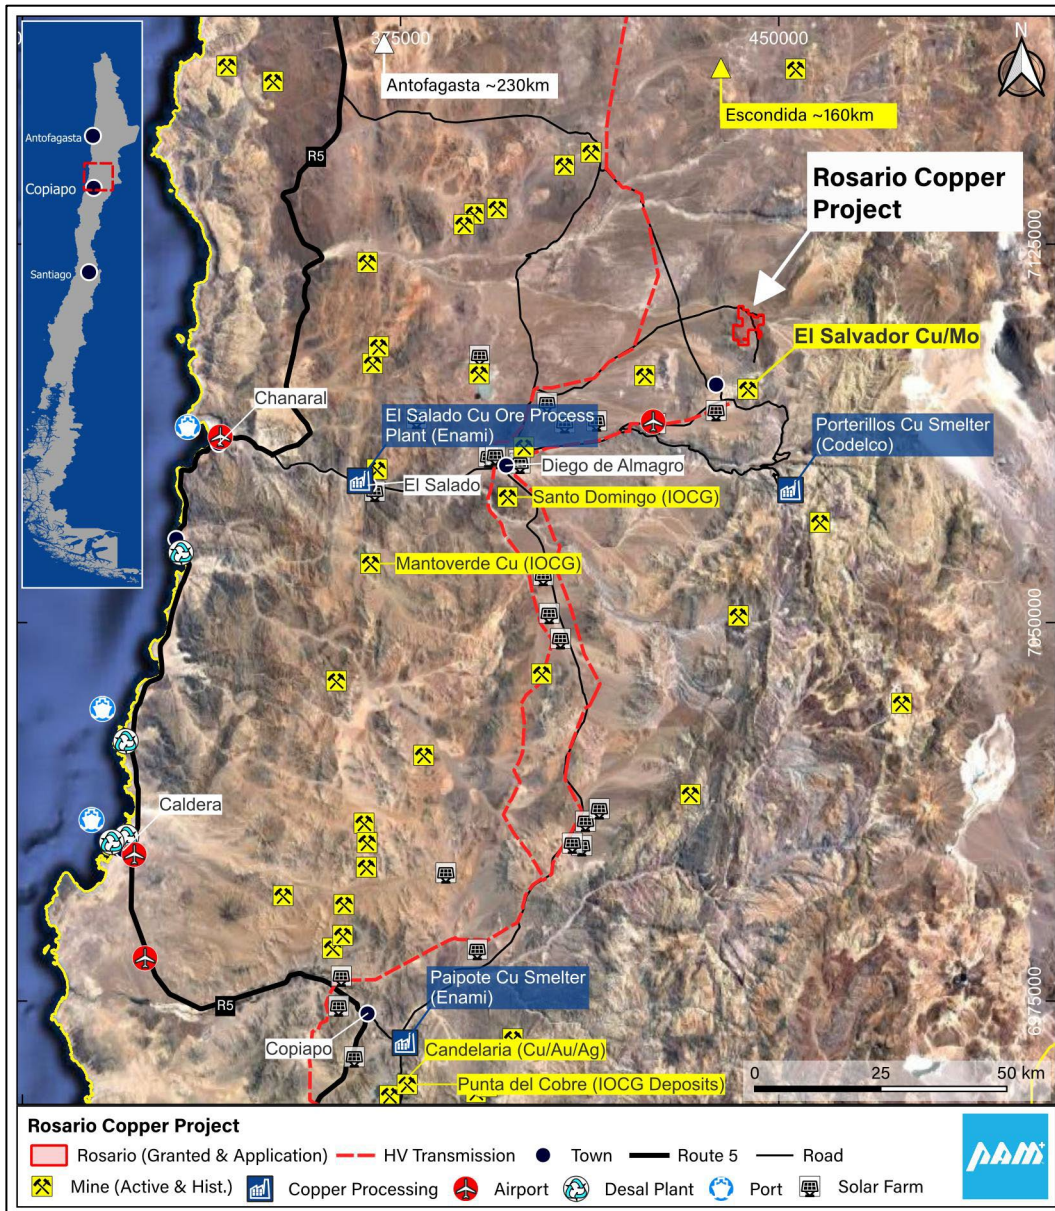 375000
450000
N
Antofagasta ~230km
Escondida ~160km
Antofagasta
Copiapo
Santiago
R5
Rosario Copper
Project
7125000
El Salvador Cu/Mo
Chanaral
El Salado Cu Ore Process
Plant (Enami)
Porterillos Cu Smelter
(Codelco)
Diego de Almagro
El Salado
Santo Domingo (IOCG)
Mantoverde Cu (IOCG)
7050000
Caldera
R5
Paipote Cu Smelter
(Enami)
6975000
Copiapo
Candelaria (Cu/Au/Ag)
Punta del Cobre (IOCG Deposits)
0 25 50 km
Rosario Copper Project
Rosario (Granted & Application) HV Transmission Town Route 5 Road
Mine (Active & Hist.) Copper Processing Airport Desal Plant Port Solar Farm
PAM+